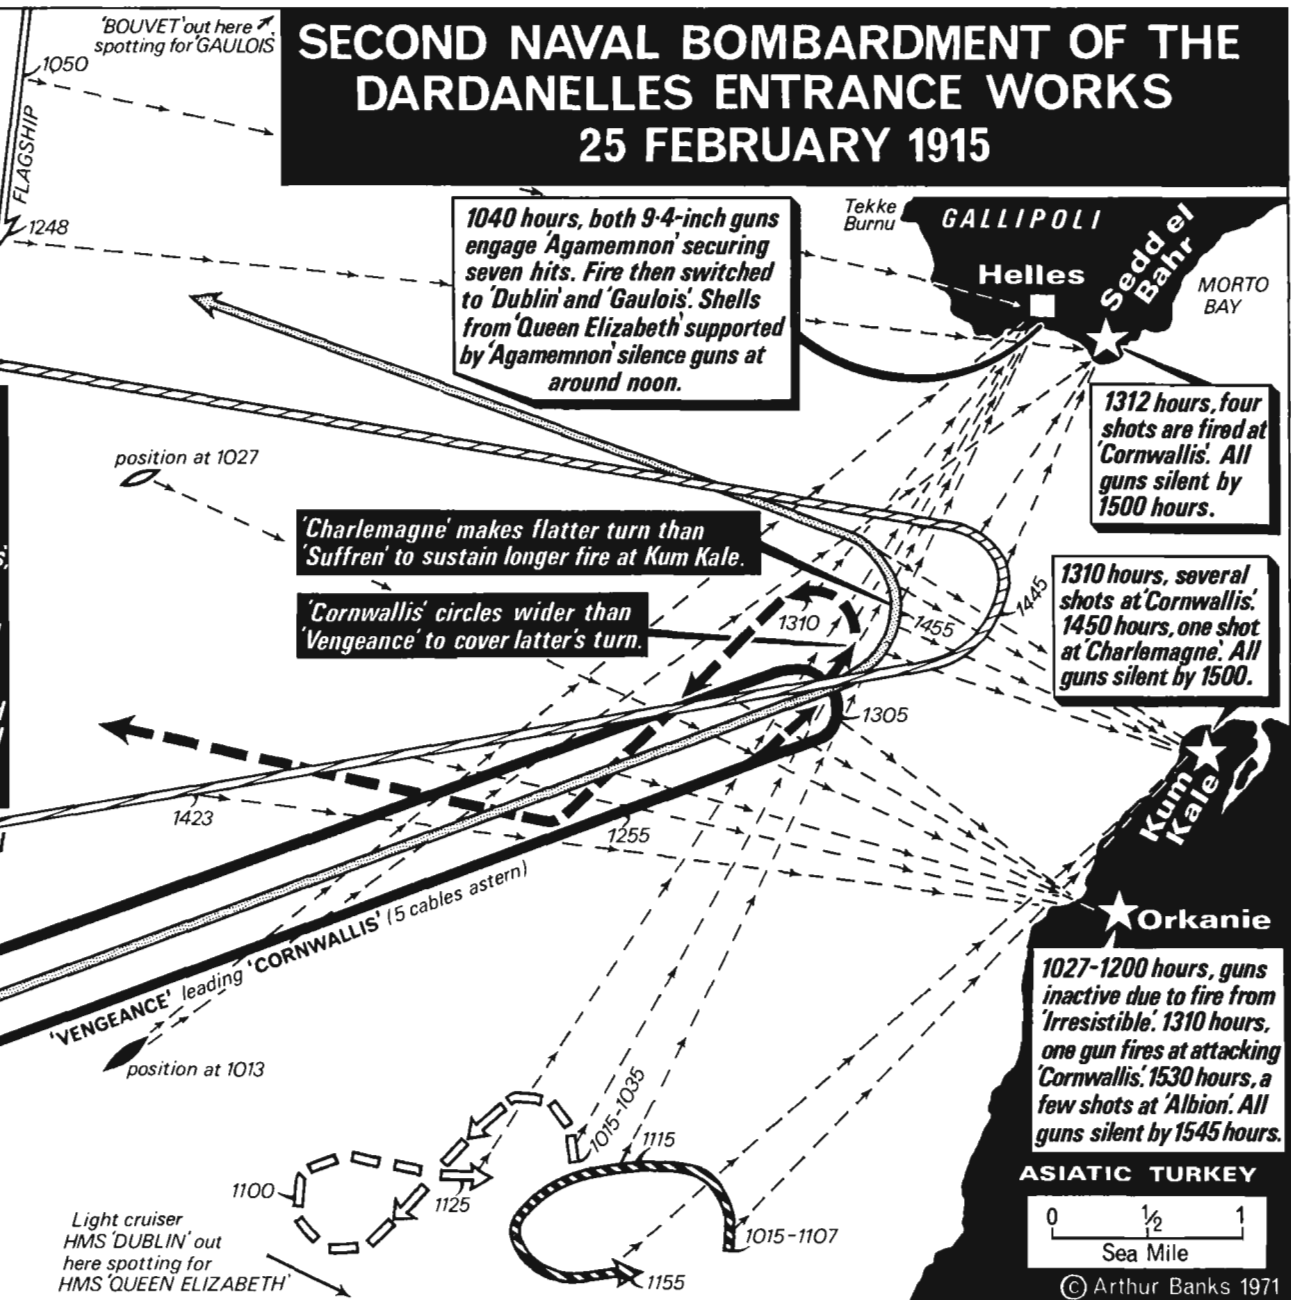 'BOUVET' out here
spotting for 'GAULOIS'
SECOND NAVAL BOMBARDMENT OF THE
DARDANELLES ENTRANCE WORKS
25 FEBRUARY 1915
1050
FLAGSHIP
1248
1040 hours, both 9·4-inch guns
engage 'Agamemnon' securing
seven hits. Fire then switched
to 'Dublin' and 'Gaulois'. Shells
from 'Queen Elizabeth' supported
by 'Agamemnon' silence guns at
around noon.
Tekke
Burnu
GALLIPOLI
Helles
Sedd el
Bahr
MORTO
BAY
1312 hours, four
shots are fired at
'Cornwallis'. All
guns silent by
1500 hours.
position at 1027
'Charlemagne' makes flatter turn than
'Suffren' to sustain longer fire at Kum Kale.
'Cornwallis' circles wider than
'Vengeance' to cover latter's turn.
1310
1455
1445
1310 hours, several
shots at 'Cornwallis'.
1450 hours, one shot
at 'Charlemagne'. All
guns silent by 1500.
1305
1423
1255
Kum
Kale
'VENGEANCE' leading 'CORNWALLIS' (5 cables astern)
position at 1013
Orkanie
1027-1200 hours, guns
inactive due to fire from
'Irresistible'. 1310 hours,
one gun fires at attacking
'Cornwallis'. 1530 hours, a
few shots at 'Albion'. All
guns silent by 1545 hours.
1015-1035
1115
1100
1125
1015-1107
1155
Light cruiser
HMS 'DUBLIN' out
here spotting for
HMS 'QUEEN ELIZABETH'
ASIATIC TURKEY
0 ½ 1
Sea Mile
© Arthur Banks 1971